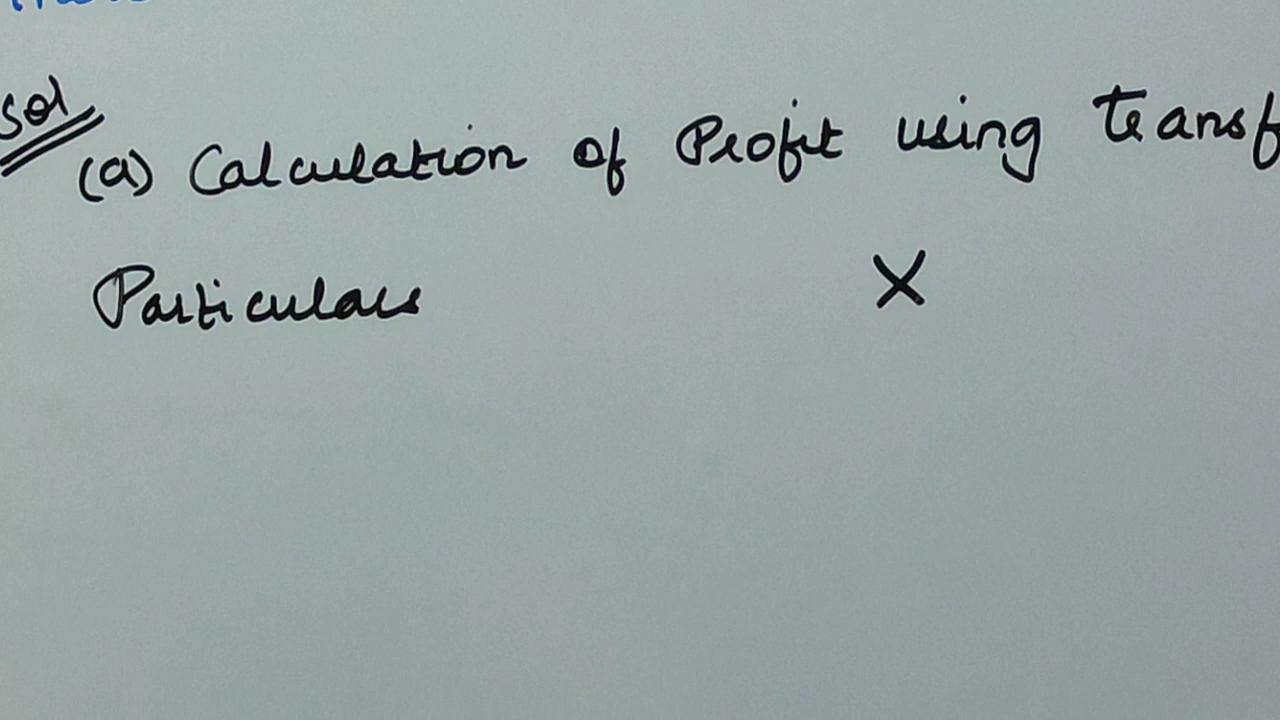 Sol
(a) Calculation of Profit using transf
Particulars X